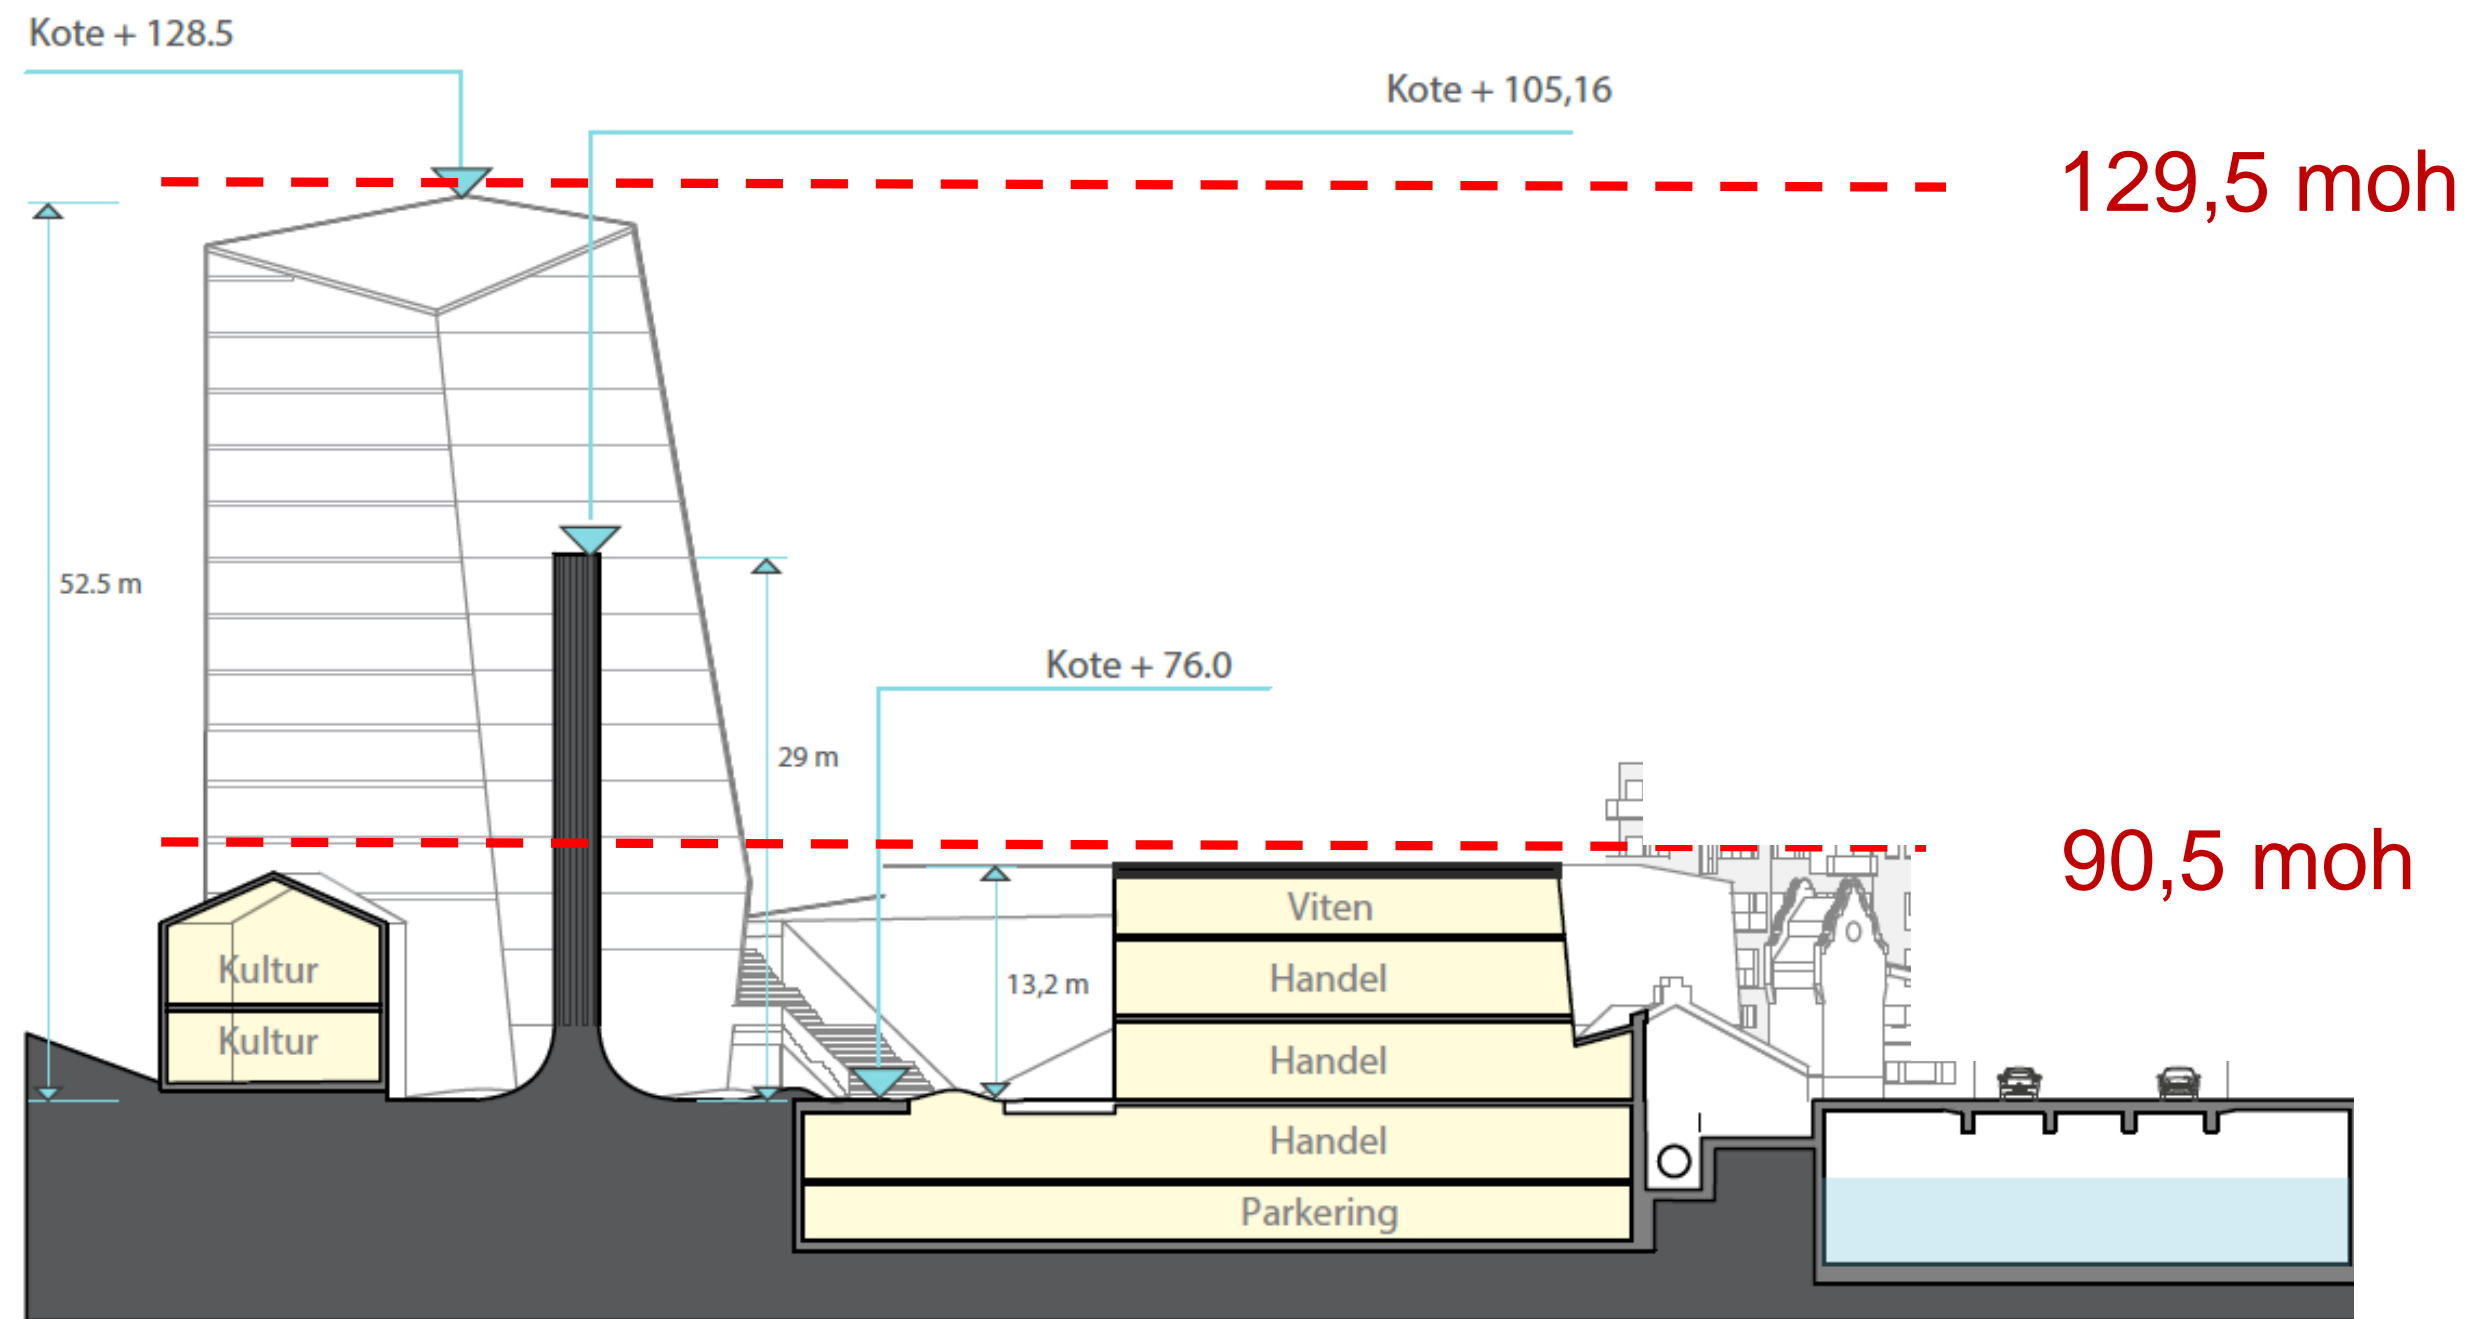 Kote + 128.5
Kote + 105,16
129,5 moh
52.5 m
Kote + 76.0
29 m
90,5 moh
Viten
Kultur
Handel
13,2 m
Kultur
Handel
Handel
Parkering